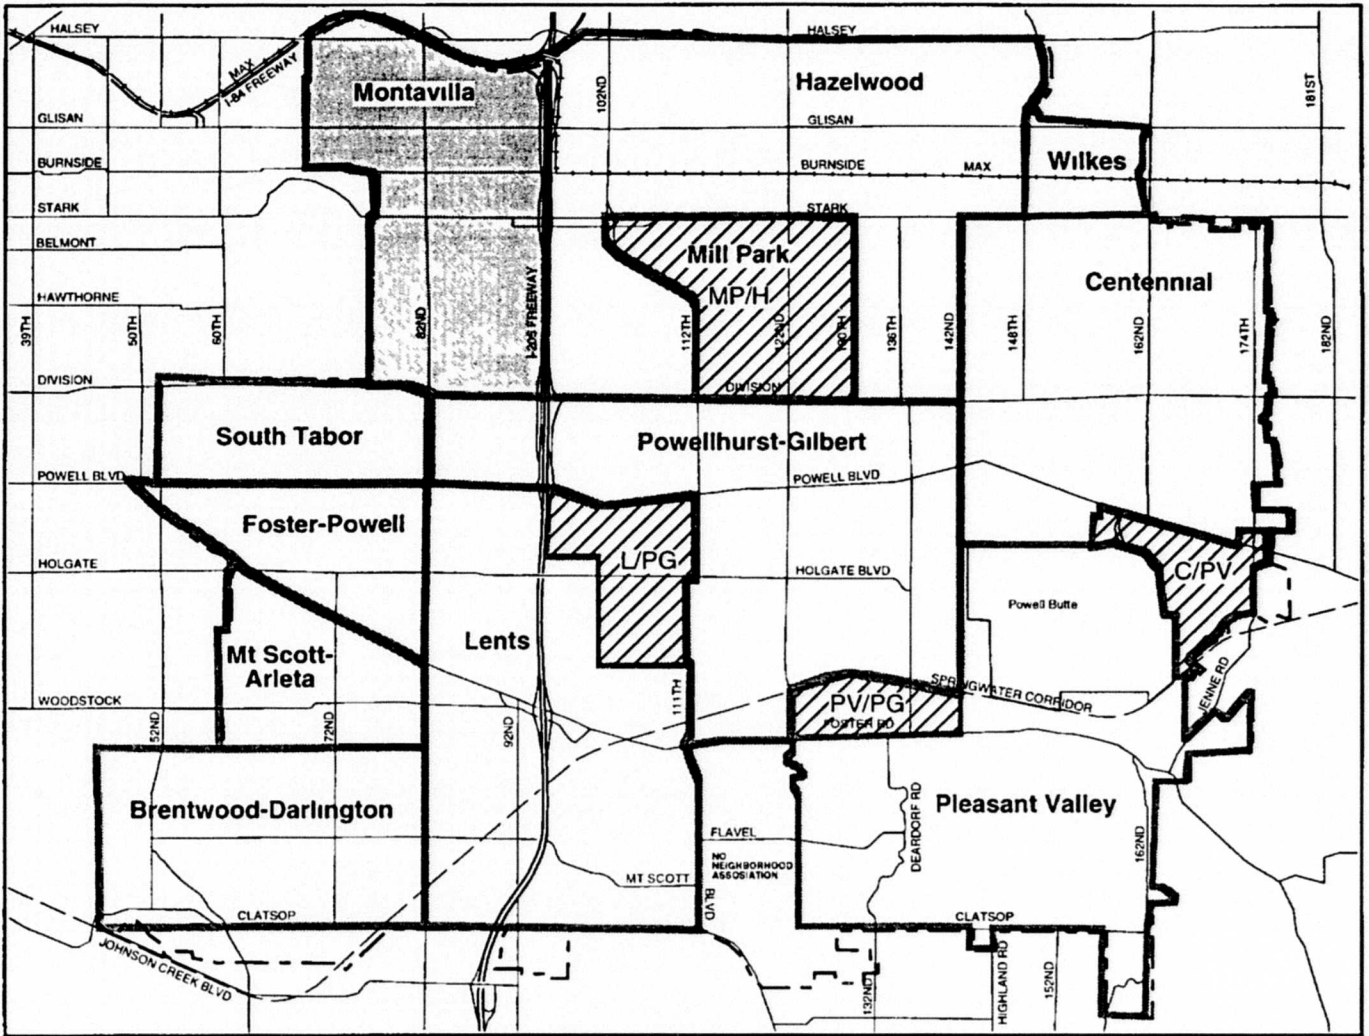 HALSEY
HALSEY
MAX
I-84 FREEWAY
Montavilla
102ND
Hazelwood
181ST
GLISAN
GLISAN
BURNSIDE
BURNSIDE
MAX
Wilkes
STARK
STARK
BELMONT
Mill Park
MP/H
Centennial
HAWTHORNE
39TH
50TH
60TH
82ND
I-205 FREEWAY
112TH
122ND
130TH
136TH
142ND
148TH
162ND
174TH
182ND
DIVISION
DIVISION
South Tabor
Powellhurst-Gilbert
POWELL BLVD
POWELL BLVD
Foster-Powell
L/PG
HOLGATE
HOLGATE BLVD
C/PV
Powell Butte
Lents
Mt Scott-
Arleta
111TH
SPRINGWATER CORRIDOR
JENNE RD
WOODSTOCK
PV/PG
FOSTER RD
52ND
72ND
92ND
Brentwood-Darlington
Pleasant Valley
DEARDORF RD
162ND
FLAVEL
NO
NEIGHBORHOOD
ASSOSIATION
MT SCOTT
BLVD
CLATSOP
CLATSOP
JOHNSON CREEK BLVD
132ND
HIGHLAND RD
152ND